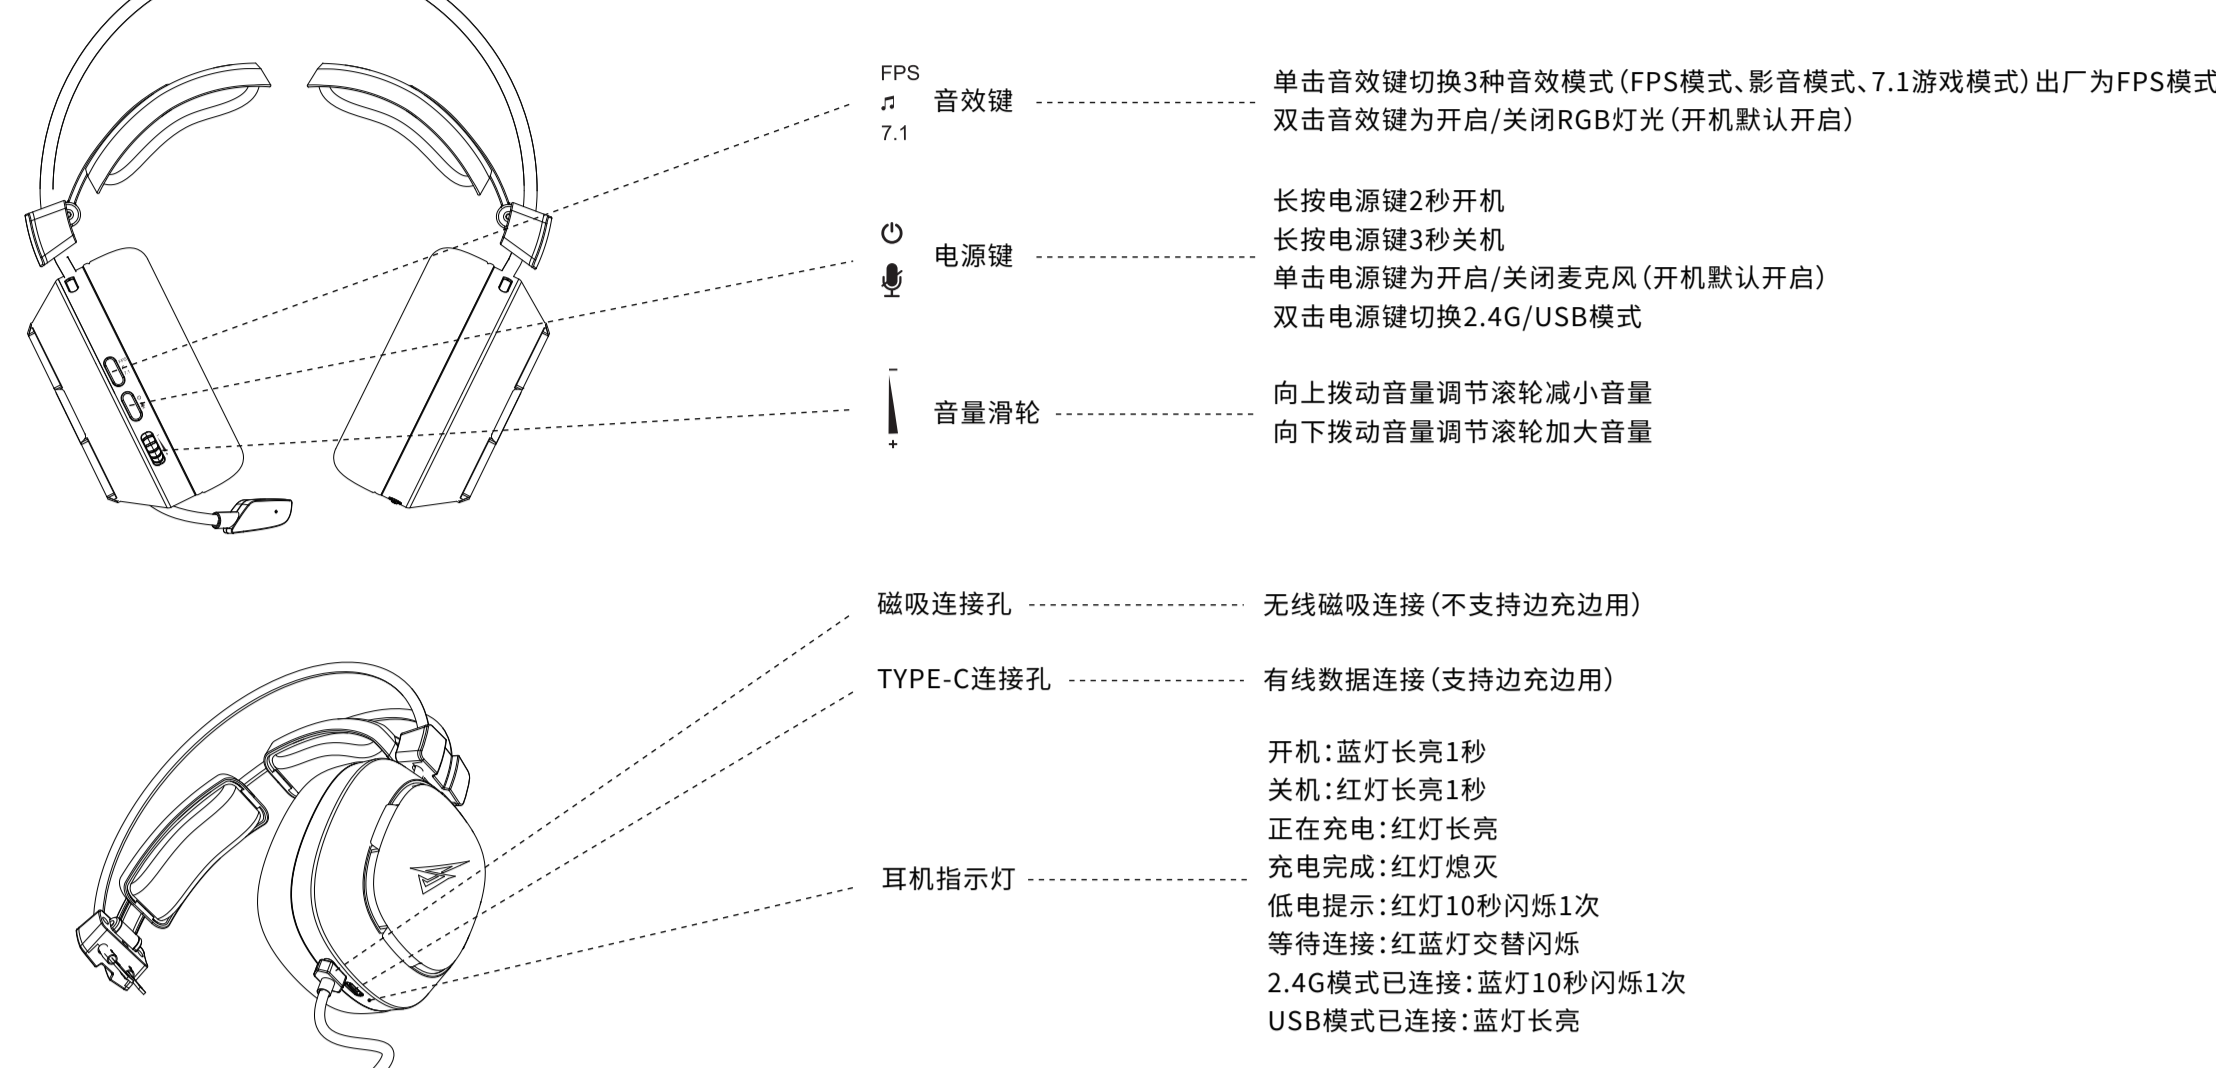 FPS
♫
7.1
音效键
单击音效键切换3种音效模式（FPS模式、影音模式、7.1游戏模式）出厂为FPS模式
双击音效键为开启/关闭RGB灯光（开机默认开启）
电源键
长按电源键2秒开机
长按电源键3秒关机
单击电源键为开启/关闭麦克风（开机默认开启）
双击电源键切换2.4G/USB模式
−
+
音量滑轮
向上拨动音量调节滚轮减小音量
向下拨动音量调节滚轮加大音量
磁吸连接孔
无线磁吸连接（不支持边充边用）
TYPE-C连接孔
有线数据连接（支持边充边用）
耳机指示灯
开机：蓝灯长亮1秒
关机：红灯长亮1秒
正在充电：红灯长亮
充电完成：红灯熄灭
低电提示：红灯10秒闪烁1次
等待连接：红蓝灯交替闪烁
2.4G模式已连接：蓝灯10秒闪烁1次
USB模式已连接：蓝灯长亮